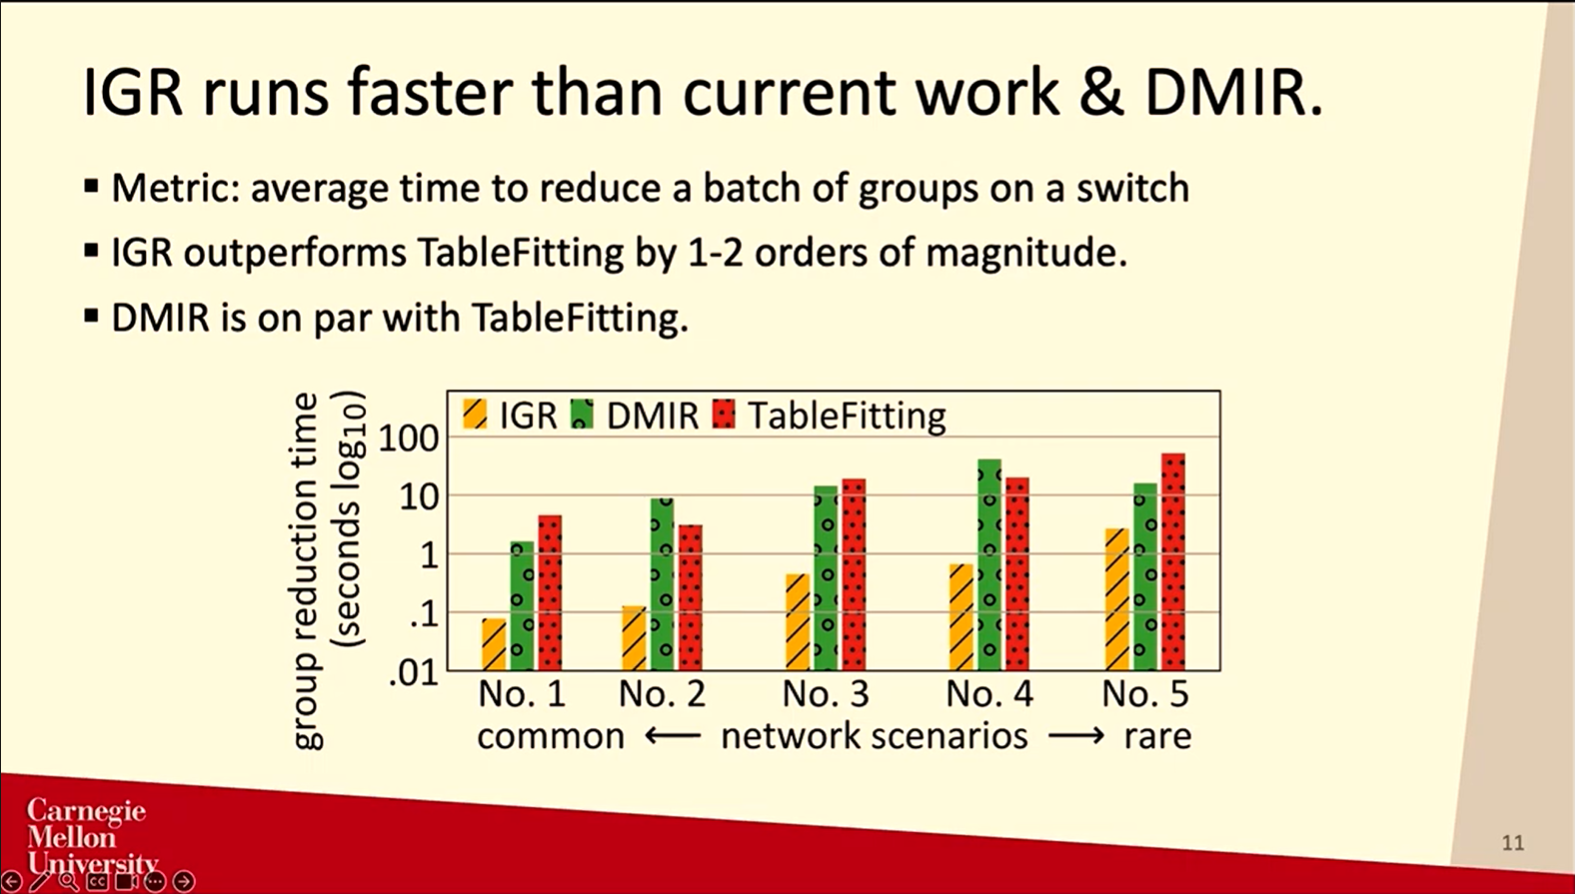 IGR runs faster than current work & DMIR.
▪ Metric: average time to reduce a batch of groups on a switch
▪ IGR outperforms TableFitting by 1-2 orders of magnitude.
▪ DMIR is on par with TableFitting.
group reduction time
(seconds log10)
IGR DMIR TableFitting
100
10
1
.1
.01
No. 1 No. 2 No. 3 No. 4 No. 5
common ← network scenarios → rare
Carnegie
Mellon
University
CC
11